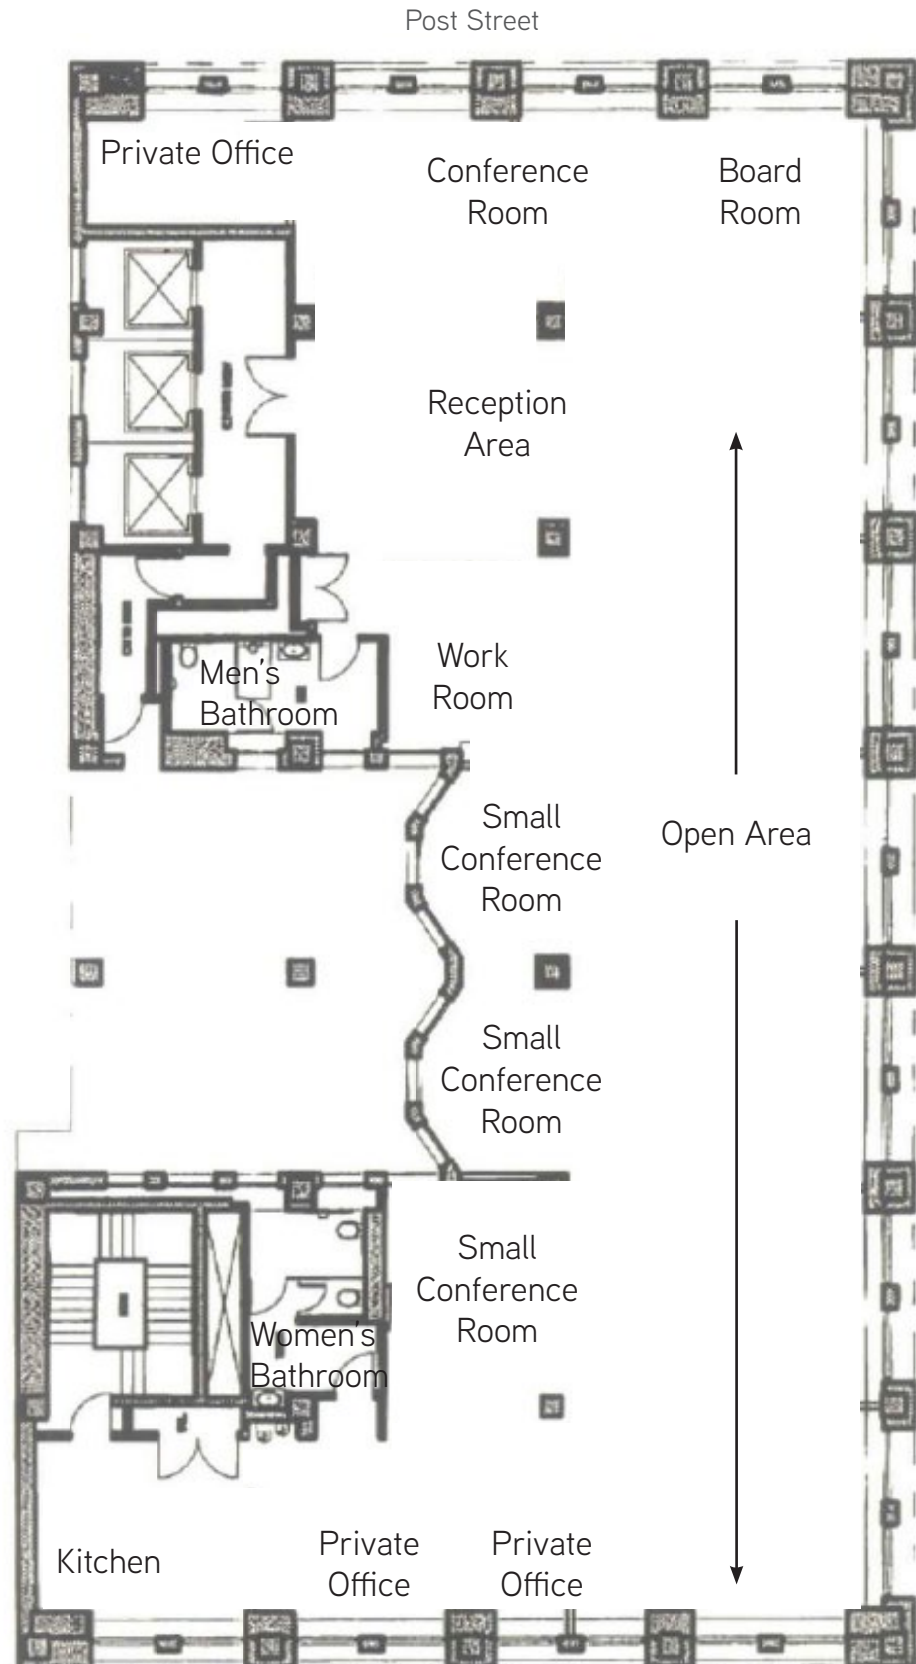 Post Street
Private Office
Conference
Room
Board
Room
Reception
Area
Work
Room
Men's
Bathroom
Small
Conference
Room
Open Area
Small
Conference
Room
Small
Conference
Room
Women's
Bathroom
Kitchen
Private
Office
Private
Office